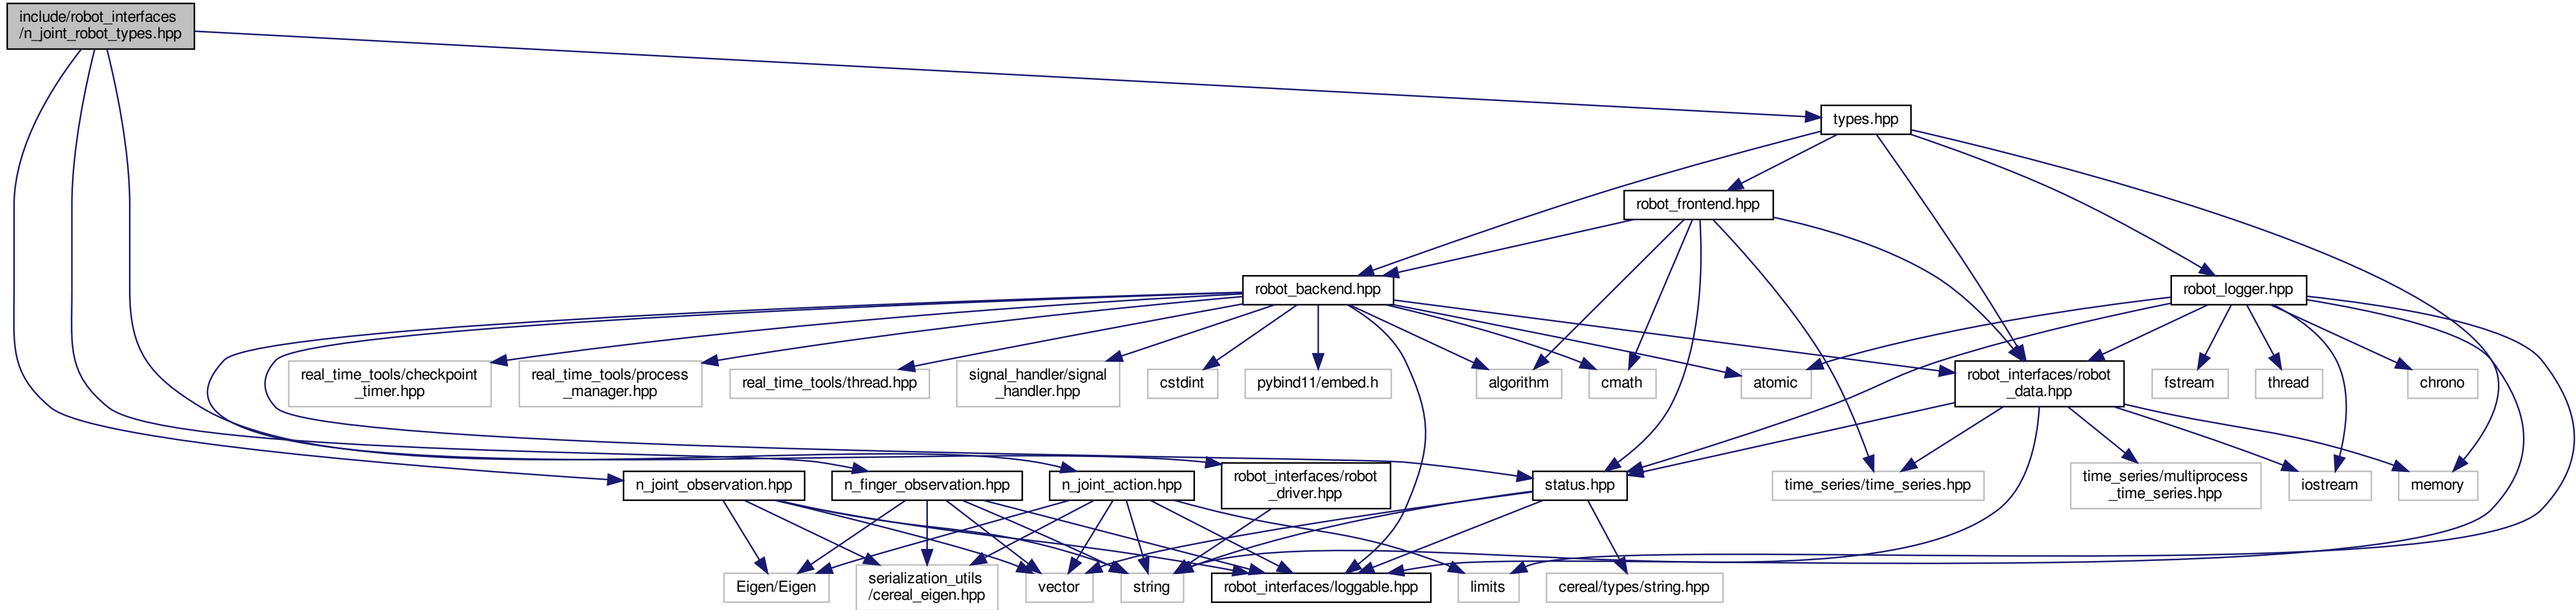 include/robot_interfaces
/n_joint_robot_types.hpp
types.hpp
robot_frontend.hpp
robot_backend.hpp
robot_logger.hpp
real_time_tools/checkpoint
_timer.hpp
real_time_tools/process
_manager.hpp
real_time_tools/thread.hpp
signal_handler/signal
_handler.hpp
cstdint
pybind11/embed.h
algorithm
cmath
atomic
robot_interfaces/robot
_data.hpp
fstream
thread
chrono
n_joint_observation.hpp
n_finger_observation.hpp
n_joint_action.hpp
robot_interfaces/robot
_driver.hpp
status.hpp
time_series/time_series.hpp
time_series/multiprocess
_time_series.hpp
iostream
memory
Eigen/Eigen
serialization_utils
/cereal_eigen.hpp
vector
string
robot_interfaces/loggable.hpp
limits
cereal/types/string.hpp